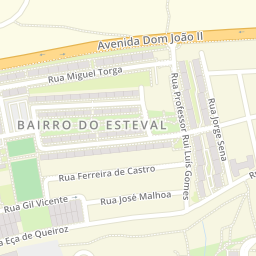 Avenida Dom João II
Rua Miguel Torga
Rua Professor Rui Luis Gomes
Rua Jorge Sena
BAIRRO DO ESTEVAL
Rua Ferreira de Castro
Rua José Malhoa
Rua Gil Vicente
a Eça de Queiroz